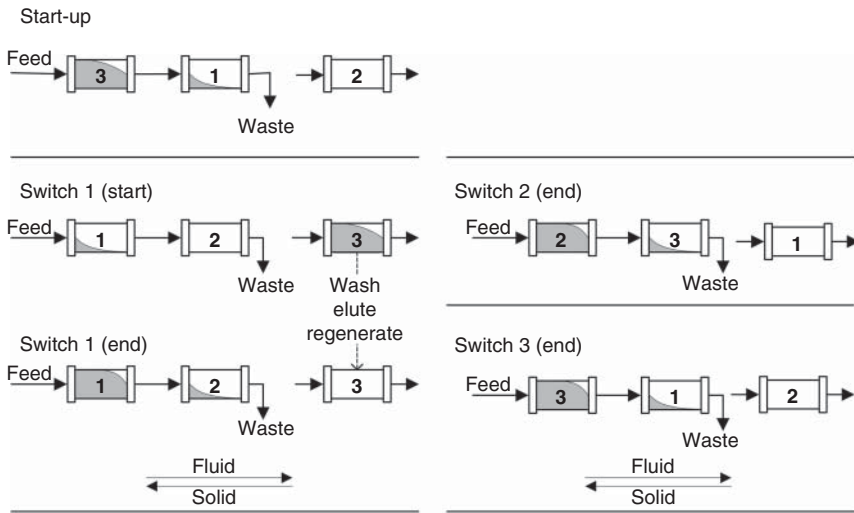 Start-up
Feed
3
1
2
Waste
Switch 1 (start)
Feed
1
2
3
Waste
Wash
elute
regenerate
Switch 1 (end)
Feed
1
2
3
Waste
Fluid
Solid
Switch 2 (end)
Feed
2
3
1
Waste
Switch 3 (end)
Feed
3
1
2
Waste
Fluid
Solid